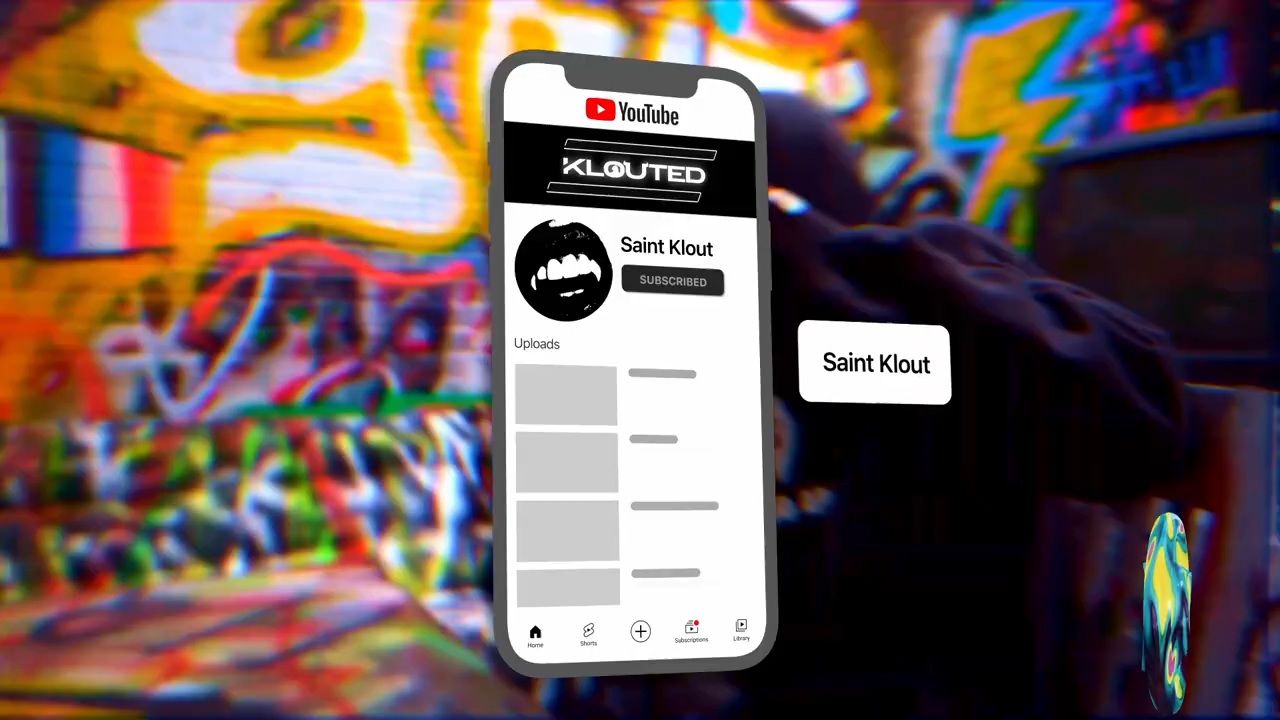 YouTube
KLOUTED
Saint Klout
SUBSCRIBED
Saint Klout
Uploads
Home
Shorts
Subscriptions
Library